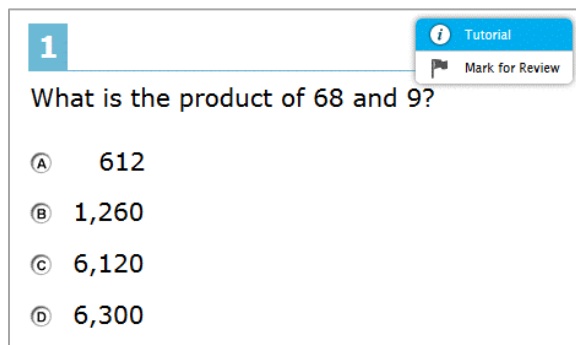 1
Tutorial
Mark for Review
What is the product of 68 and 9?
A 612
B 1,260
C 6,120
D 6,300